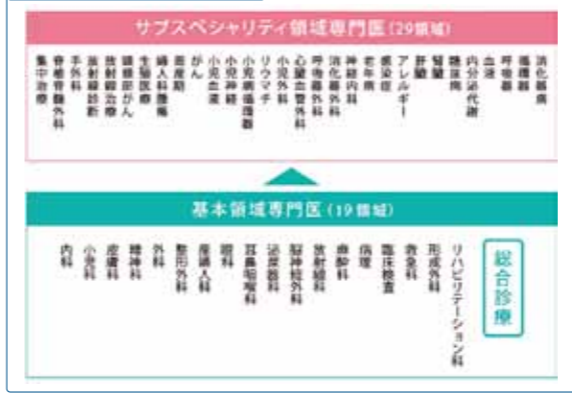 サブスペシャリティ領域専門医(29領域)
消化器病
循環器
呼吸器
血液
内分泌代謝
糖尿病
腎臓
肝臓
アレルギー
感染症
老年病
神経内科
消化器外科
呼吸器外科
心臓血管外科
小児外科
リウマチ
小児循環器
小児神経
小児血液
がん
周産期
婦人科腫瘍
生殖医療
頭頸部がん
放射線治療
放射線診断
手外科
脊椎脊髄外科
集中治療
基本領域専門医(19領域)
総合診療
リハビリテーション科
形成外科
救急科
臨床検査
病理
麻酔科
放射線科
脳神経外科
泌尿器科
耳鼻咽喉科
眼科
産婦人科
整形外科
外科
精神科
皮膚科
小児科
内科